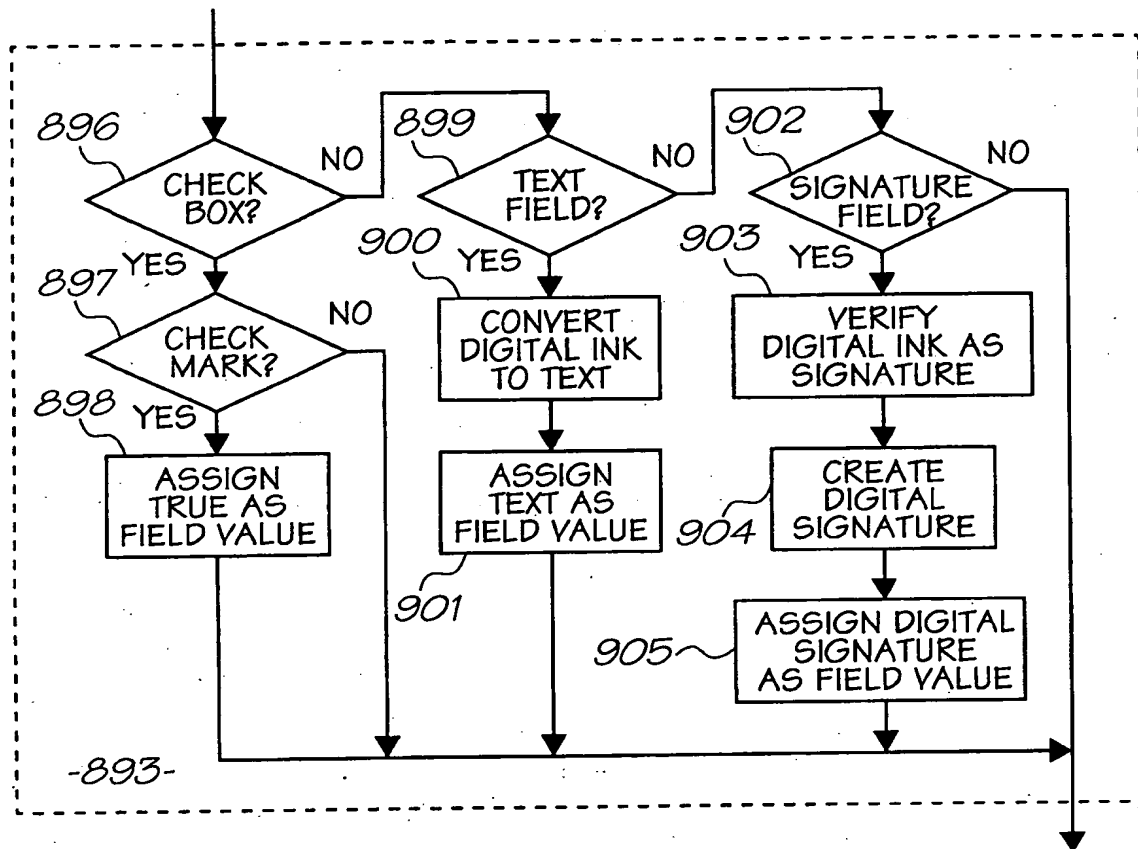 896
CHECK
BOX?
NO
YES
897
CHECK
MARK?
NO
YES
898
ASSIGN
TRUE AS
FIELD VALUE
899
TEXT
FIELD?
NO
YES
900
CONVERT
DIGITAL INK
TO TEXT
ASSIGN
TEXT AS
FIELD VALUE
901
902
SIGNATURE
FIELD?
NO
YES
903
VERIFY
DIGITAL INK AS
SIGNATURE
CREATE
DIGITAL
SIGNATURE
904
ASSIGN DIGITAL
SIGNATURE
AS FIELD VALUE
905
-893-